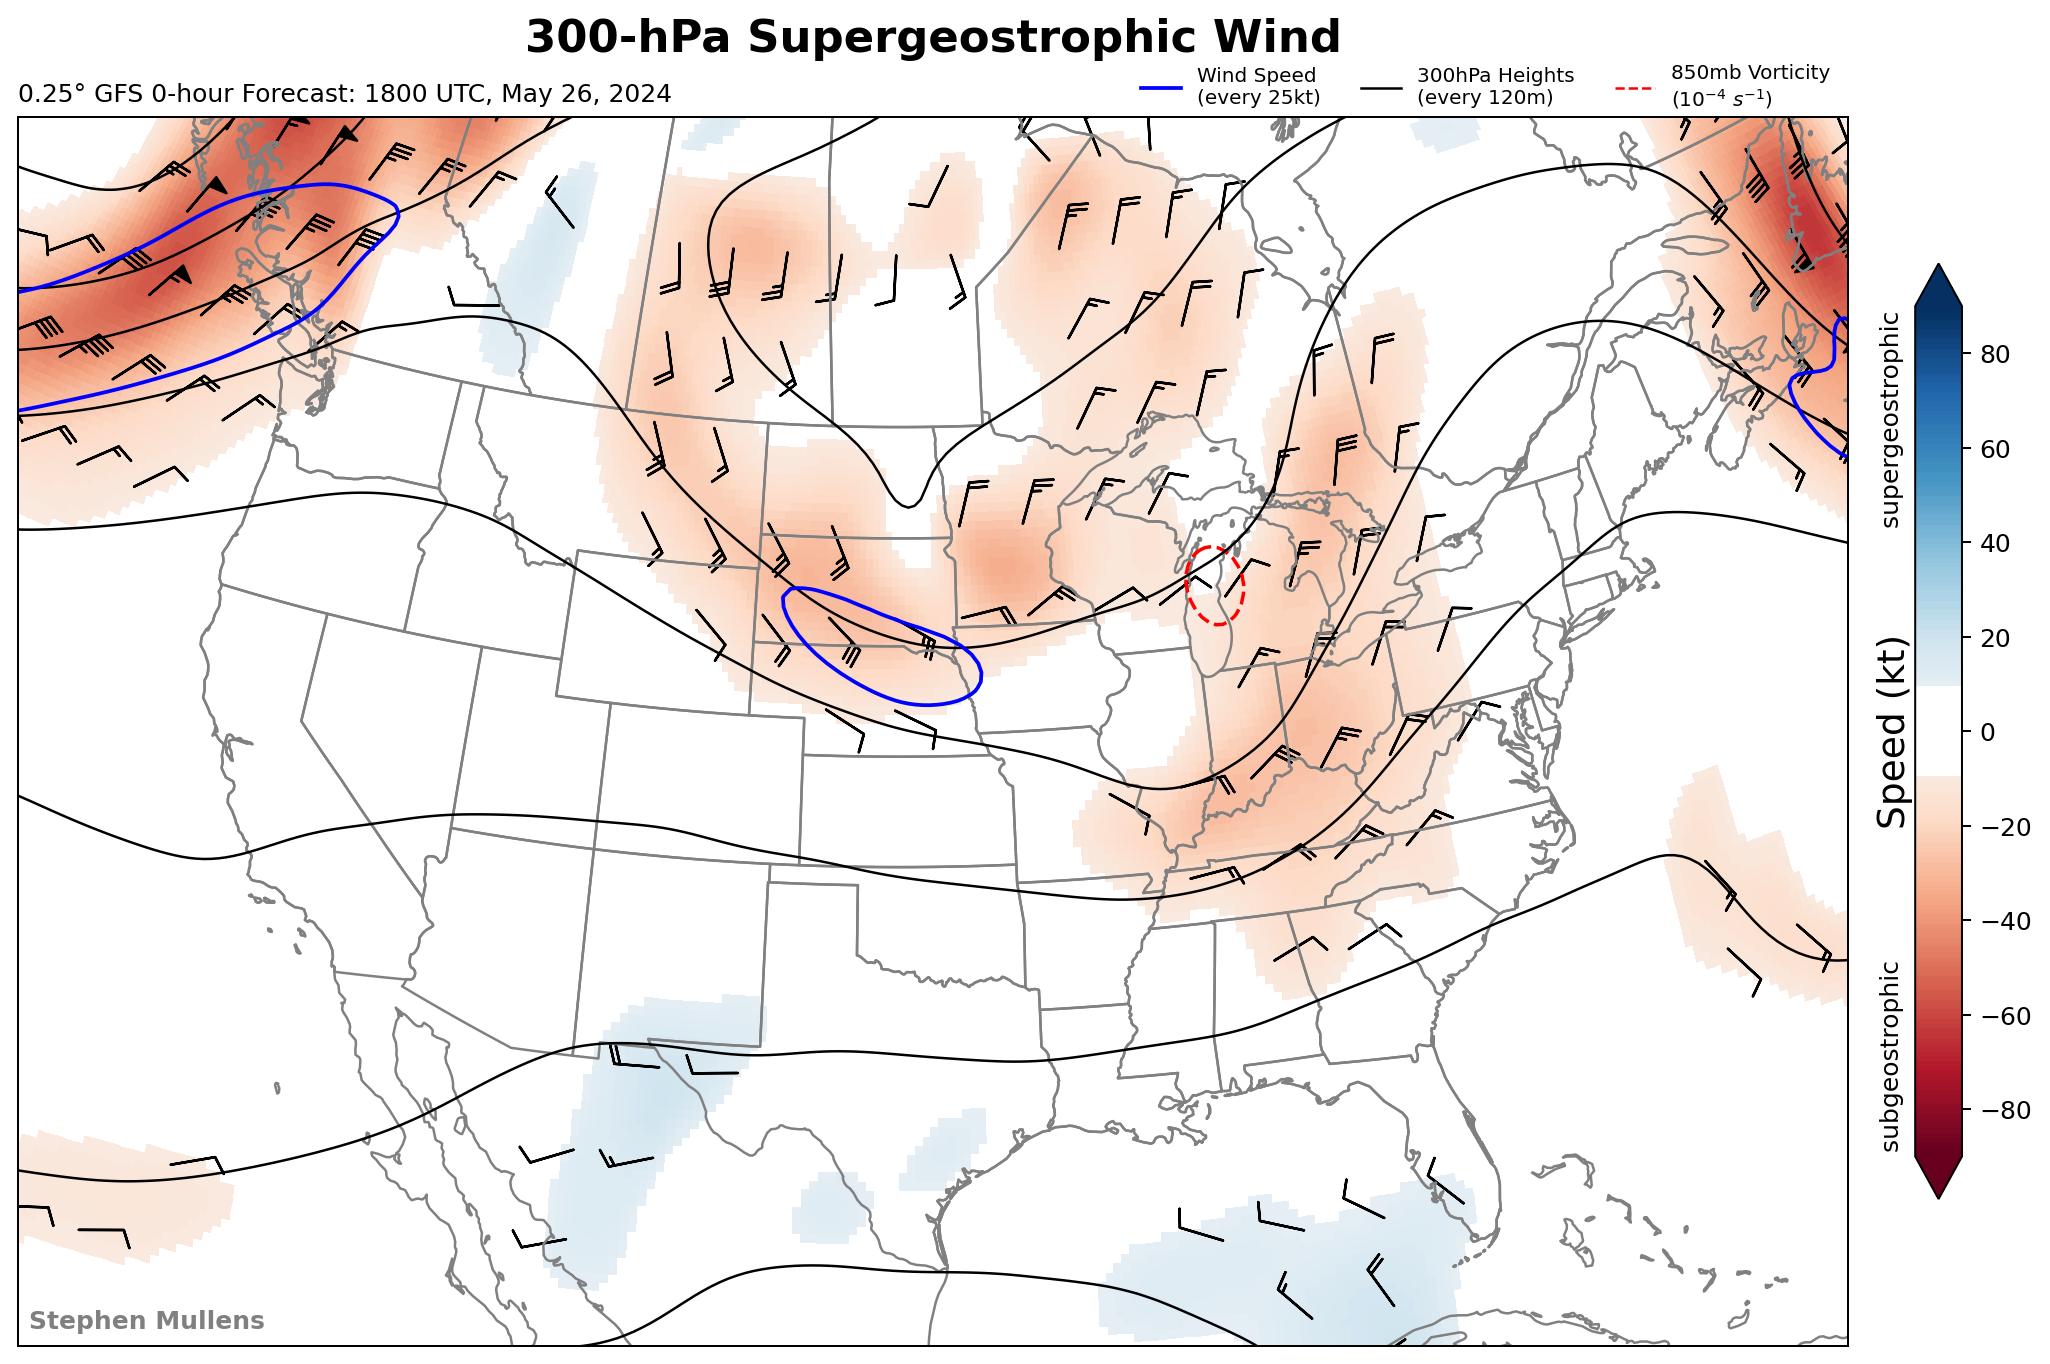 300-hPa Supergeostrophic Wind
0.25° GFS 0-hour Forecast: 1800 UTC, May 26, 2024
Wind Speed
(every 25kt)
300hPa Heights
(every 120m)
850mb Vorticity
(10⁻⁴ s⁻¹)
supergeostrophic
subgeostrophic
Speed (kt)
80
60
40
20
0
−20
−40
−60
−80
Stephen Mullens